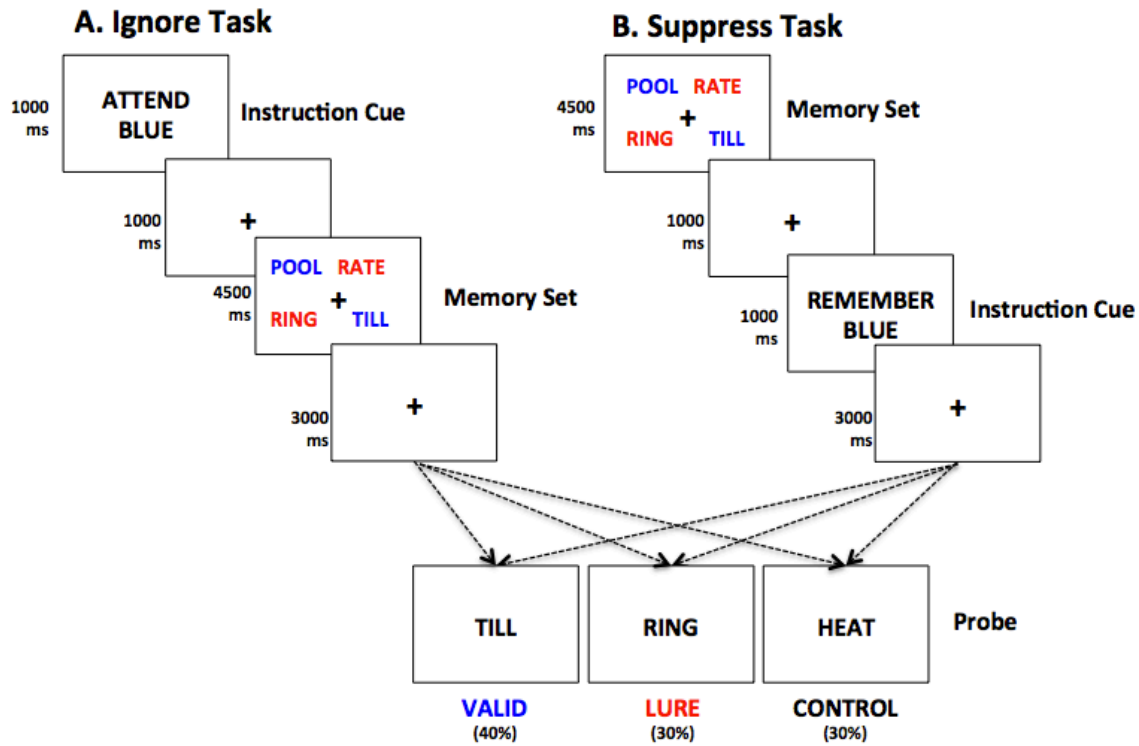 A. Ignore Task
ATTEND
BLUE
1000
ms
Instruction Cue
+
1000
ms
POOL RATE
+
RING TILL
4500
ms
Memory Set
+
3000
ms
B. Suppress Task
POOL RATE
+
RING TILL
4500
ms
Memory Set
+
1000
ms
REMEMBER
BLUE
1000
ms
Instruction Cue
+
3000
ms
TILL
RING
HEAT
Probe
VALID
(40%)
LURE
(30%)
CONTROL
(30%)